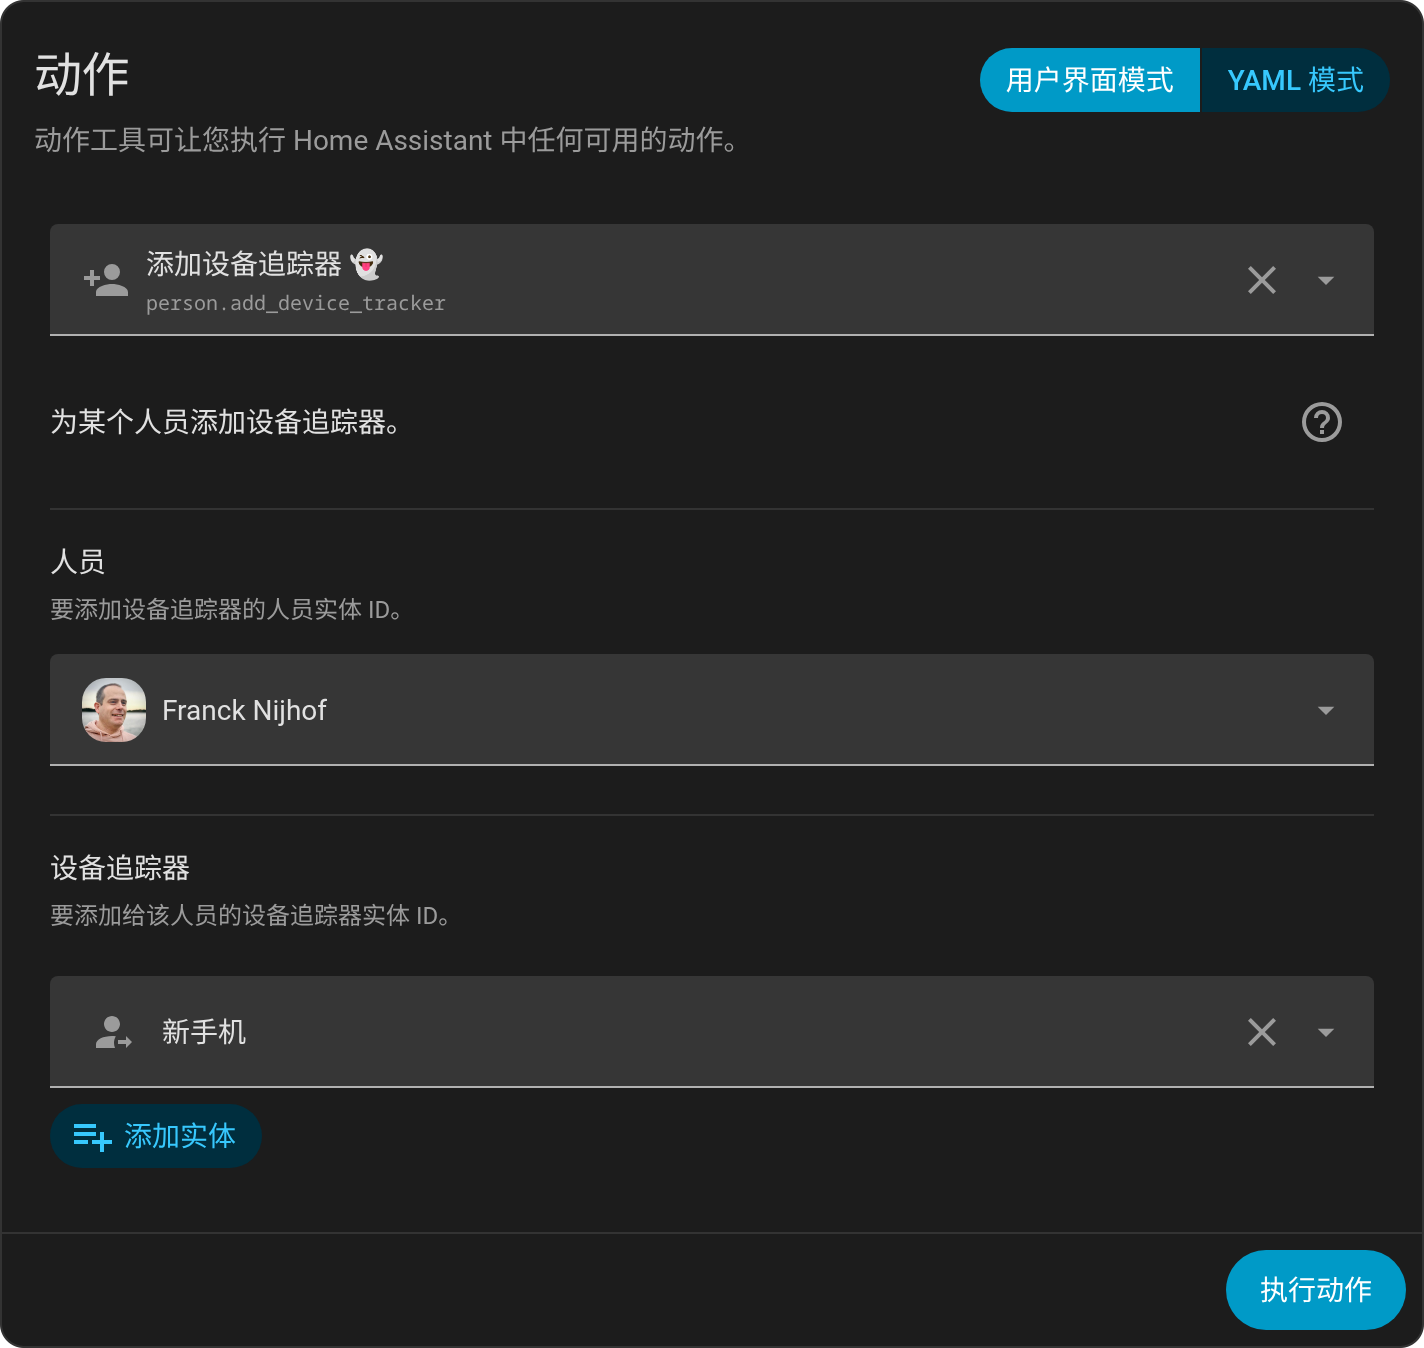 动作
用户界面模式
YAML 模式
动作工具可让您执行 Home Assistant 中任何可用的动作。
添加设备追踪器 👻
person.add_device_tracker
为某个人员添加设备追踪器。
人员
要添加设备追踪器的人员实体 ID。
Franck Nijhof
设备追踪器
要添加给该人员的设备追踪器实体 ID。
新手机
添加实体
执行动作